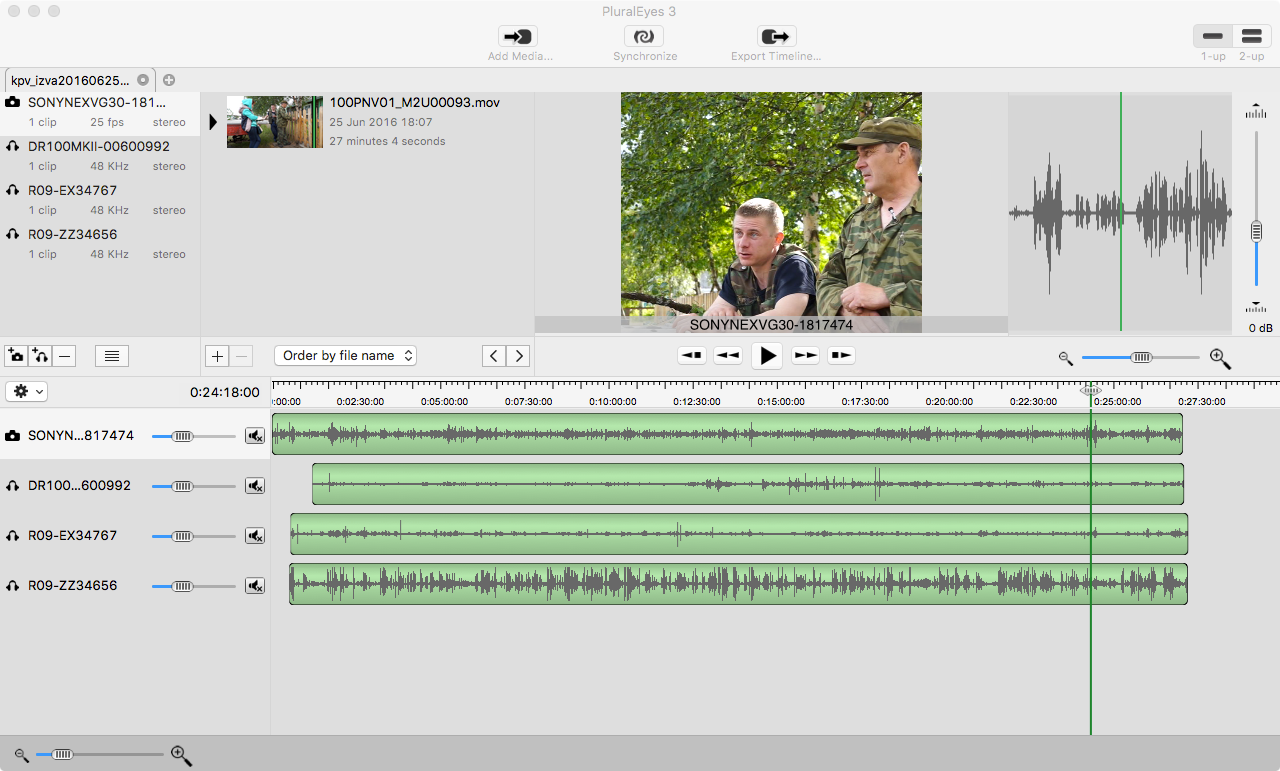 PluralEyes 3
Add Media...
Synchronize
Export Timeline...
1-up
2-up
kpv_izva20160625...
SONYNEXVG30-181...
1 clip 25 fps stereo
DR100MKII-00600992
1 clip 48 KHz stereo
R09-EX34767
1 clip 48 KHz stereo
R09-ZZ34656
1 clip 48 KHz stereo
100PNV01_M2U00093.mov
25 Jun 2016 18:07
27 minutes 4 seconds
SONYNEXVG30-1817474
0 dB
Order by file name
0:24:18:00
:00:00 0:02:30:00 0:05:00:00 0:07:30:00 0:10:00:00 0:12:30:00 0:15:00:00 0:17:30:00 0:20:00:00 0:22:30:00 0:25:00:00 0:27:30:00
SONYN...817474
DR100...600992
R09-EX34767
R09-ZZ34656